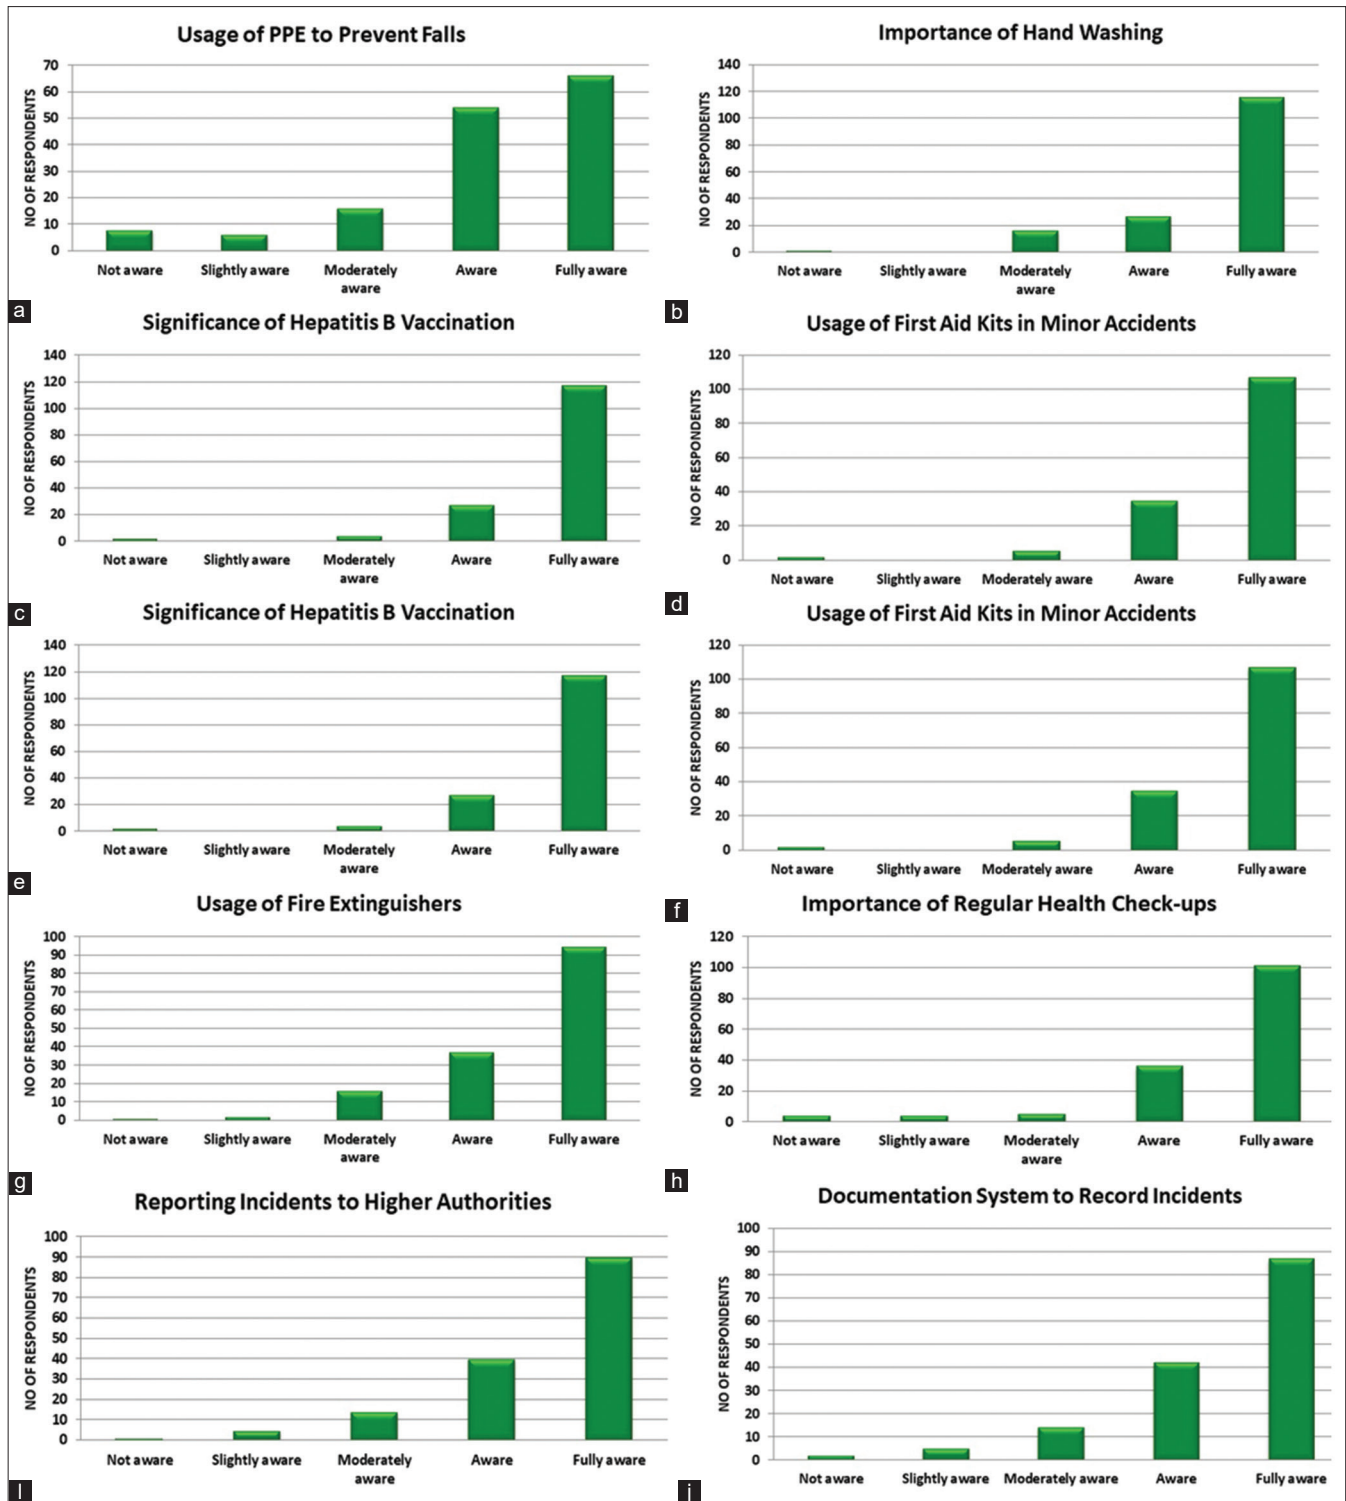 Usage of PPE to Prevent Falls
NO OF RESPONDENTS
70
60
50
40
30
20
10
0
Not aware
Slightly aware
Moderately
aware
Aware
Fully aware
a
Importance of Hand Washing
NO OF RESPONDENTS
140
120
100
80
60
40
20
0
Not aware
Slightly aware
Moderately
aware
Aware
Fully aware
b
Significance of Hepatitis B Vaccination
NO OF RESPONDENTS
140
120
100
80
60
40
20
0
Not aware
Slightly aware
Moderately
aware
Aware
Fully aware
c
Usage of First Aid Kits in Minor Accidents
NO OF RESPONDENTS
120
100
80
60
40
20
0
Not aware
Slightly aware
Moderately aware
Aware
Fully aware
d
Significance of Hepatitis B Vaccination
NO OF RESPONDENTS
140
120
100
80
60
40
20
0
Not aware
Slightly aware
Moderately
aware
Aware
Fully aware
e
Usage of First Aid Kits in Minor Accidents
NO OF RESPONDENTS
120
100
80
60
40
20
0
Not aware
Slightly aware
Moderately aware
Aware
Fully aware
f
Usage of Fire Extinguishers
NO OF RESPONDENTS
100
90
80
70
60
50
40
30
20
10
0
Not aware
Slightly aware
Moderately
aware
Aware
Fully aware
g
Importance of Regular Health Check-ups
NO OF RESPONDENTS
120
100
80
60
40
20
0
Not aware
Slightly aware
Moderately
aware
Aware
Fully aware
h
Reporting Incidents to Higher Authorities
NO OF RESPONDENTS
100
90
80
70
60
50
40
30
20
10
0
Not aware
Slightly aware
Moderately
aware
Aware
Fully aware
I
Documentation System to Record Incidents
NO OF RESPONDENTS
100
90
80
70
60
50
40
30
20
10
0
Not aware
Slightly aware
Moderately aware
Aware
Fully aware
j